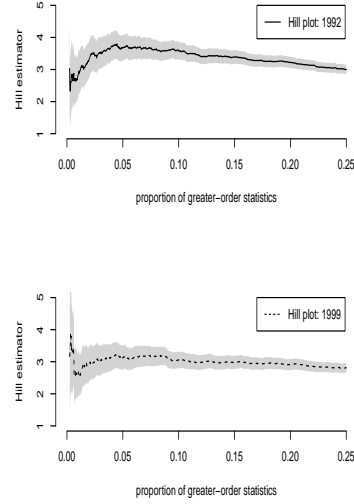 5
4
3
2
1
Hill estimator
Hill plot: 1992
0.00 0.05 0.10 0.15 0.20 0.25
proportion of greater−order statistics
5
4
3
2
1
Hill estimator
Hill plot: 1999
0.00 0.05 0.10 0.15 0.20 0.25
proportion of greater−order statistics